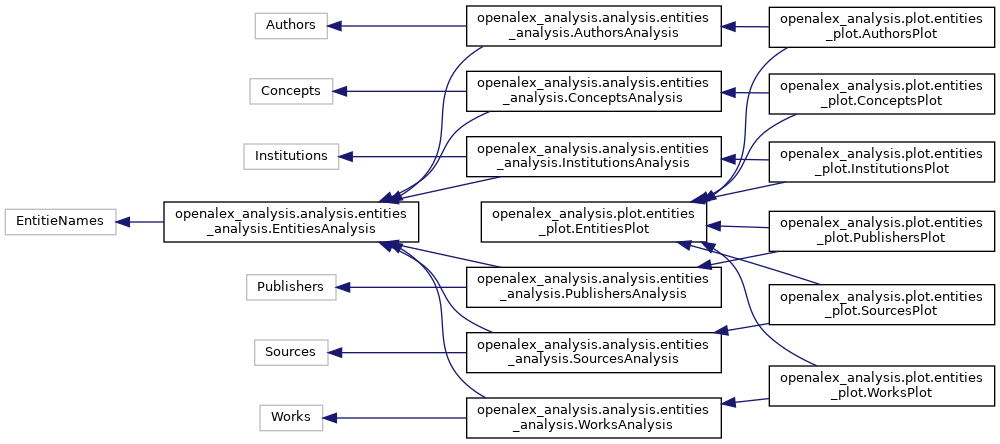 Authors
openalex_analysis.analysis.entities
_analysis.AuthorsAnalysis
openalex_analysis.plot.entities
_plot.AuthorsPlot
Concepts
openalex_analysis.analysis.entities
_analysis.ConceptsAnalysis
openalex_analysis.plot.entities
_plot.ConceptsPlot
Institutions
openalex_analysis.analysis.entities
_analysis.InstitutionsAnalysis
openalex_analysis.plot.entities
_plot.InstitutionsPlot
EntitieNames
openalex_analysis.analysis.entities
_analysis.EntitiesAnalysis
openalex_analysis.plot.entities
_plot.EntitiesPlot
openalex_analysis.plot.entities
_plot.PublishersPlot
Publishers
openalex_analysis.analysis.entities
_analysis.PublishersAnalysis
openalex_analysis.plot.entities
_plot.SourcesPlot
Sources
openalex_analysis.analysis.entities
_analysis.SourcesAnalysis
openalex_analysis.plot.entities
_plot.WorksPlot
Works
openalex_analysis.analysis.entities
_analysis.WorksAnalysis